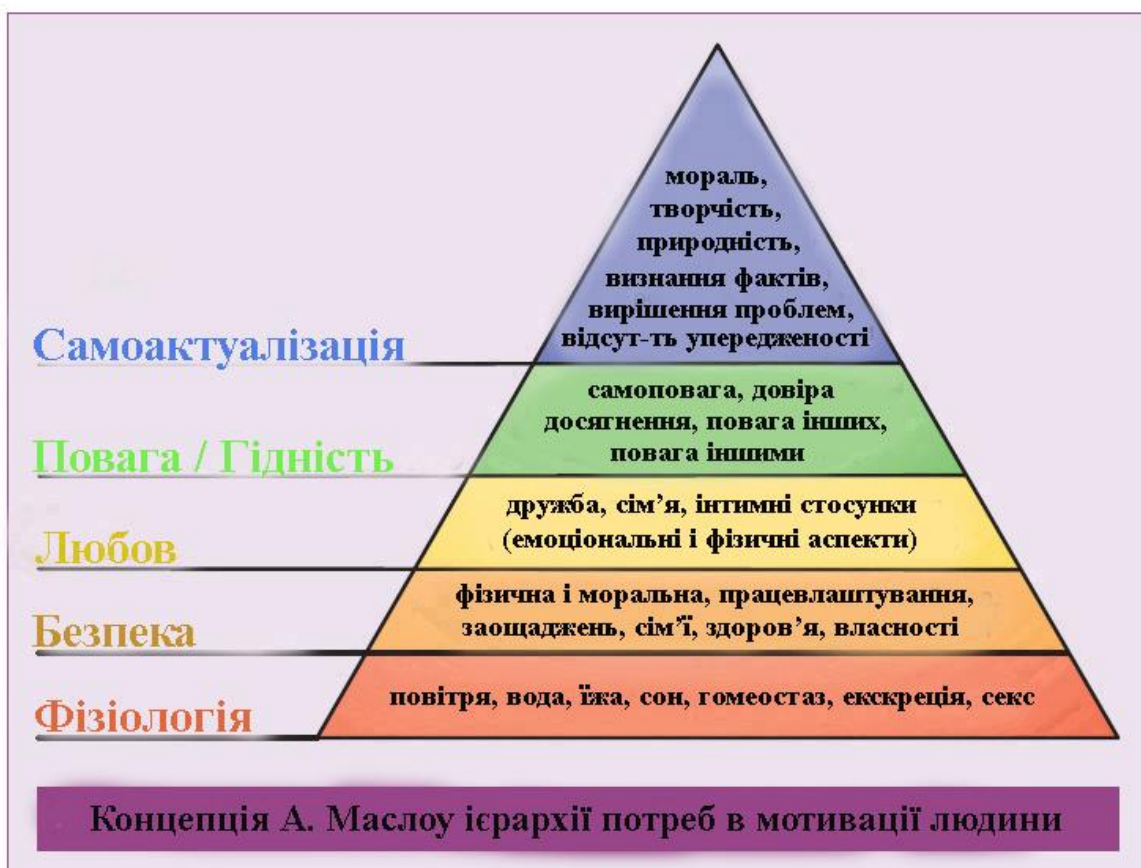 мораль,
творчість,
природність,
визнання фактів,
вирішення проблем,
відсут-ть упередженості
Самоактуалізація
самоповага, довіра
досягнення, повага інших,
повага іншими
Повага / Гідність
дружба, сім’я, інтимні стосунки
(емоціональні і фізичні аспекти)
Любов
фізична і моральна, працевлаштування,
заощаджень, сім’ї, здоров’я, власності
Безпека
повітря, вода, їжа, сон, гомеостаз, екскреція, секс
Фізіологія
Концепція А. Маслоу ієрархії потреб в мотивації людини